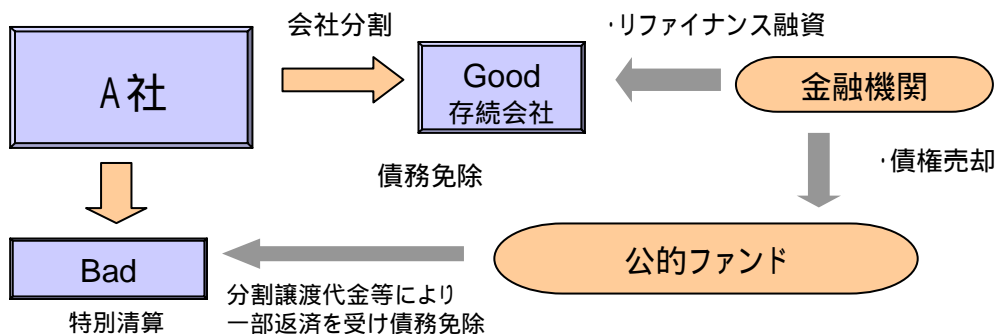 会社分割
・リファイナンス融資
A社
Good
存続会社
金融機関
債務免除
・債権売却
Bad
公的ファンド
特別清算
分割譲渡代金等により
一部返済を受け債務免除